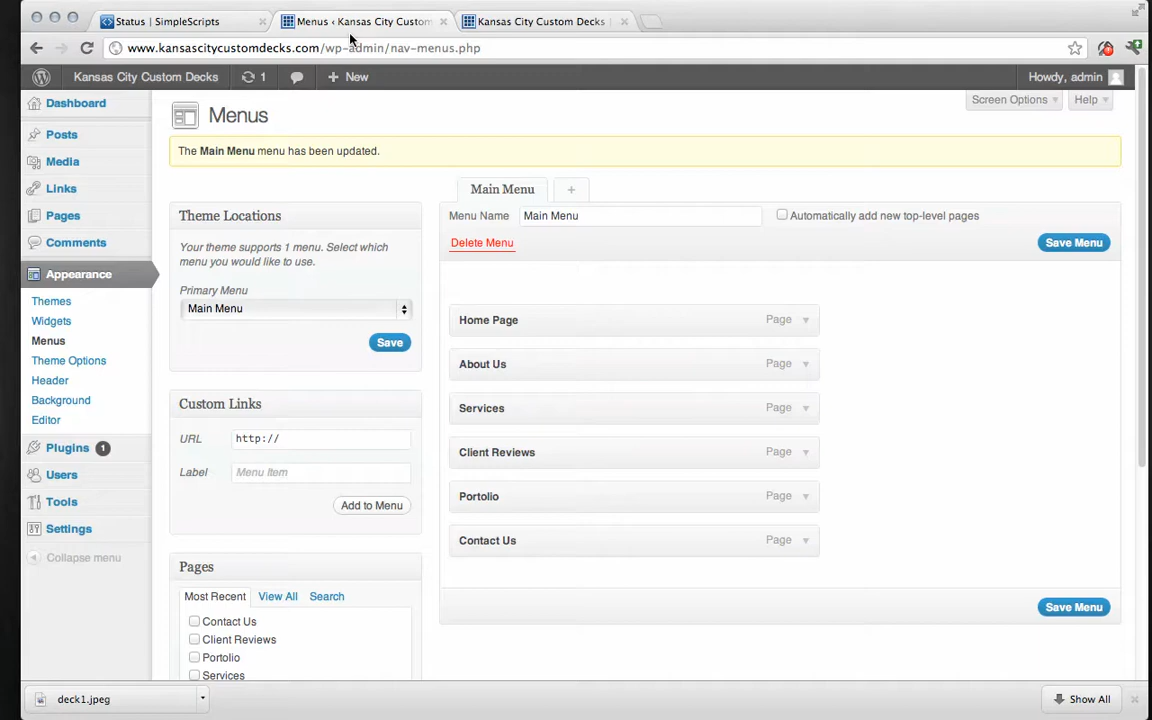 Status | SimpleScripts
Menus ‹ Kansas City Custom
Kansas City Custom Decks
www.kansascitycustomdecks.com/wp-admin/nav-menus.php
Kansas City Custom Decks
1
New
Howdy, admin
Dashboard
Posts
Media
Links
Pages
Comments
Appearance
Themes
Widgets
Menus
Theme Options
Header
Background
Editor
Plugins 1
Users
Tools
Settings
Collapse menu
Menus
Screen Options
Help
The Main Menu menu has been updated.
Theme Locations
Your theme supports 1 menu. Select which
menu you would like to use.
Primary Menu
Main Menu
Save
Custom Links
URL http://
Label Menu Item
Add to Menu
Pages
Most Recent View All Search
Contact Us
Client Reviews
Portolio
Services
Main Menu +
Menu Name Main Menu
Automatically add new top-level pages
Delete Menu
Save Menu
Home Page Page
About Us Page
Services Page
Client Reviews Page
Portolio Page
Contact Us Page
Save Menu
deck1.jpeg
Show All